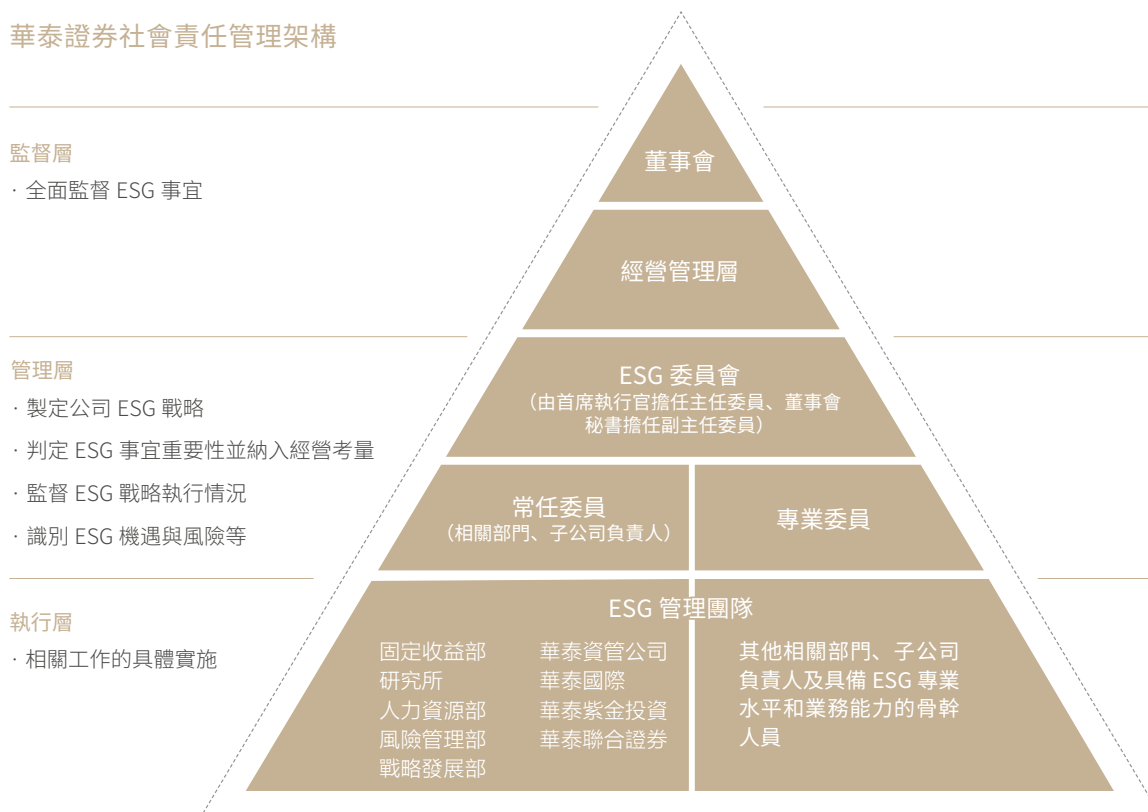 華泰證券社會責任管理架構
監督層
· 全面監督 ESG 事宜
董事會
經營管理層
管理層
· 製定公司 ESG 戰略
· 判定 ESG 事宜重要性並納入經營考量
· 監督 ESG 戰略執行情況
· 識別 ESG 機遇與風險等
ESG 委員會
（由首席執行官擔任主任委員、董事會
秘書擔任副主任委員）
常任委員
（相關部門、子公司負責人）
專業委員
執行層
· 相關工作的具體實施
ESG 管理團隊
固定收益部
研究所
人力資源部
風險管理部
戰略發展部
華泰資管公司
華泰國際
華泰紫金投資
華泰聯合證券
其他相關部門、子公司
負責人及具備 ESG 專業
水平和業務能力的骨幹
人員